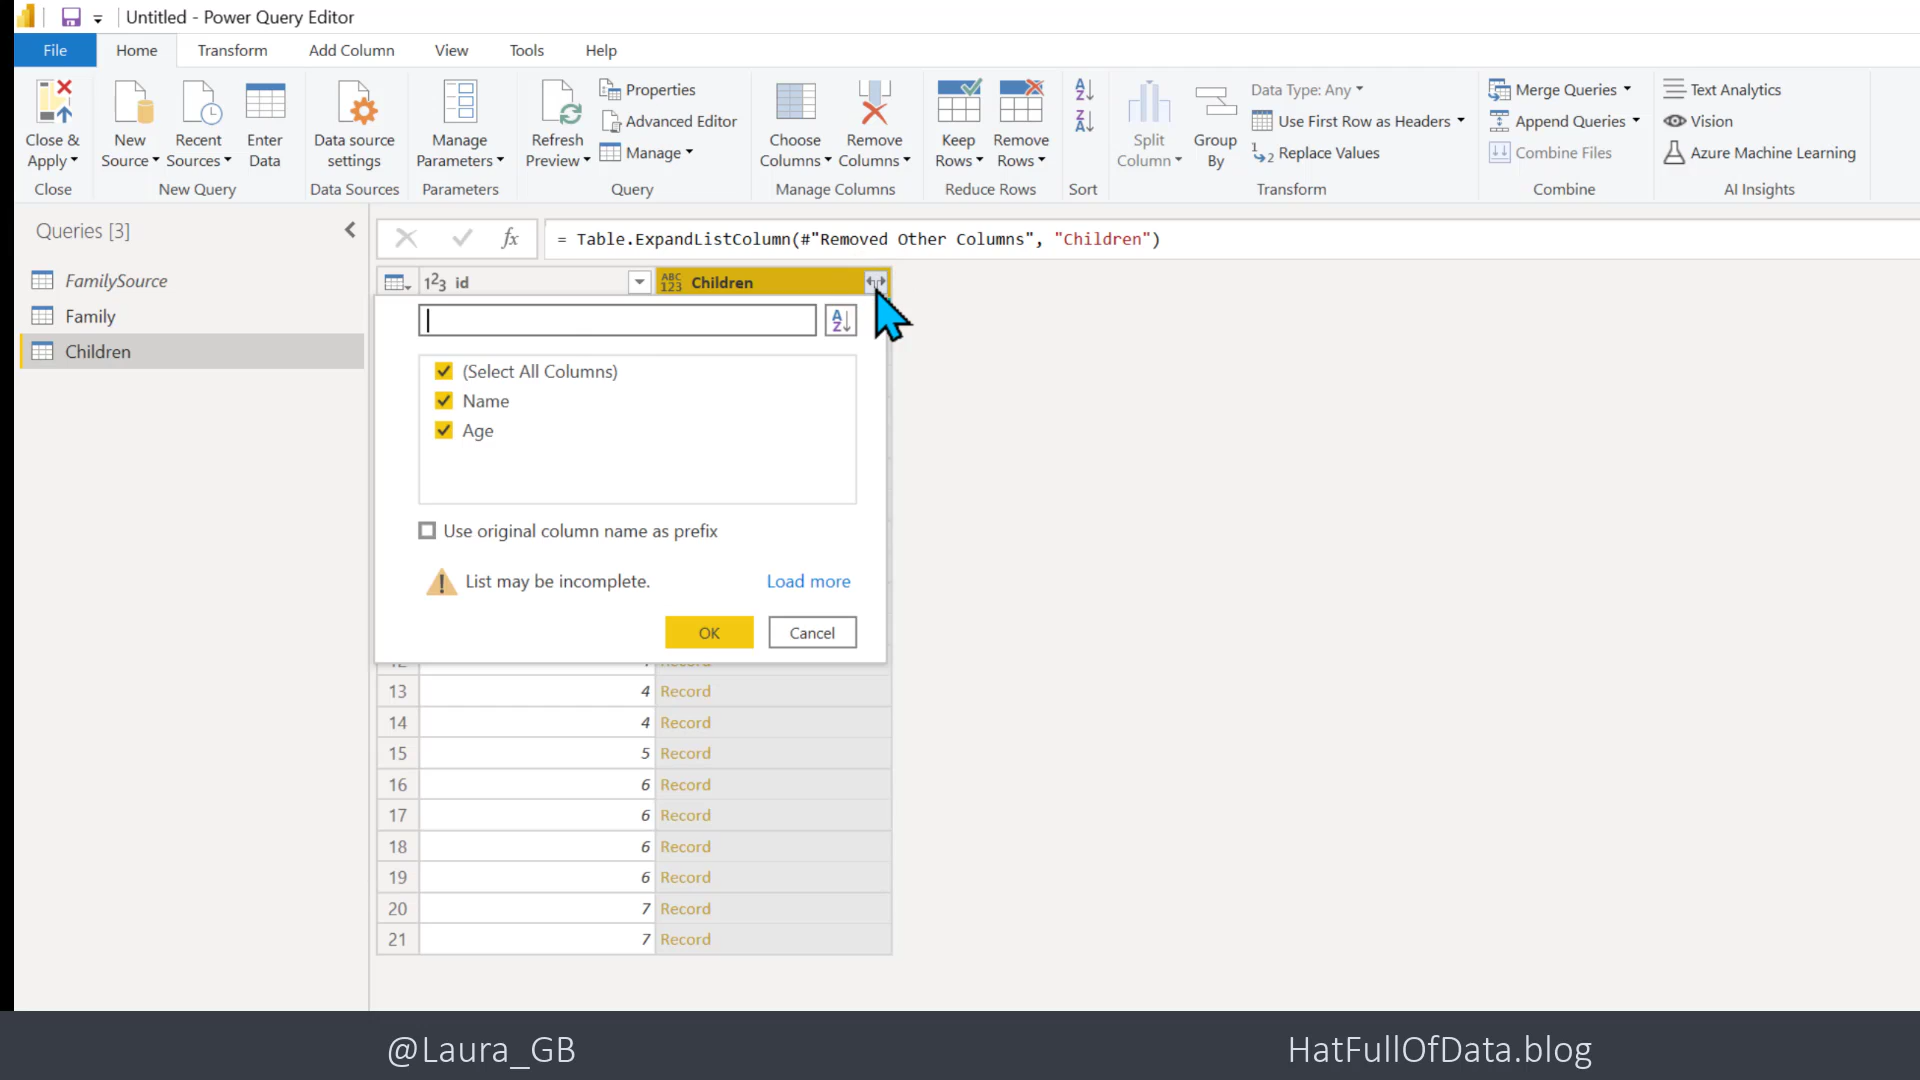 Untitled - Power Query Editor
File Home Transform Add Column View Tools Help
Close & Apply
New Source
Recent Sources
Enter Data
Data source settings
Manage Parameters
Refresh Preview
Properties
Advanced Editor
Manage
Choose Columns
Remove Columns
Keep Rows
Remove Rows
Split Column
Group By
Data Type: Any
Use First Row as Headers
Replace Values
Merge Queries
Append Queries
Combine Files
Text Analytics
Vision
Azure Machine Learning
Close New Query Data Sources Parameters Query Manage Columns Reduce Rows Sort Transform Combine AI Insights
Queries [3]
FamilySource
Family
Children
fx = Table.ExpandListColumn(#"Removed Other Columns", "Children")
123 id ABC 123 Children
(Select All Columns)
Name
Age
Use original column name as prefix
List may be incomplete. Load more
OK Cancel
13 4 Record
14 4 Record
15 5 Record
16 6 Record
17 6 Record
18 6 Record
19 6 Record
20 7 Record
21 7 Record
@Laura_GB HatFullOfData.blog